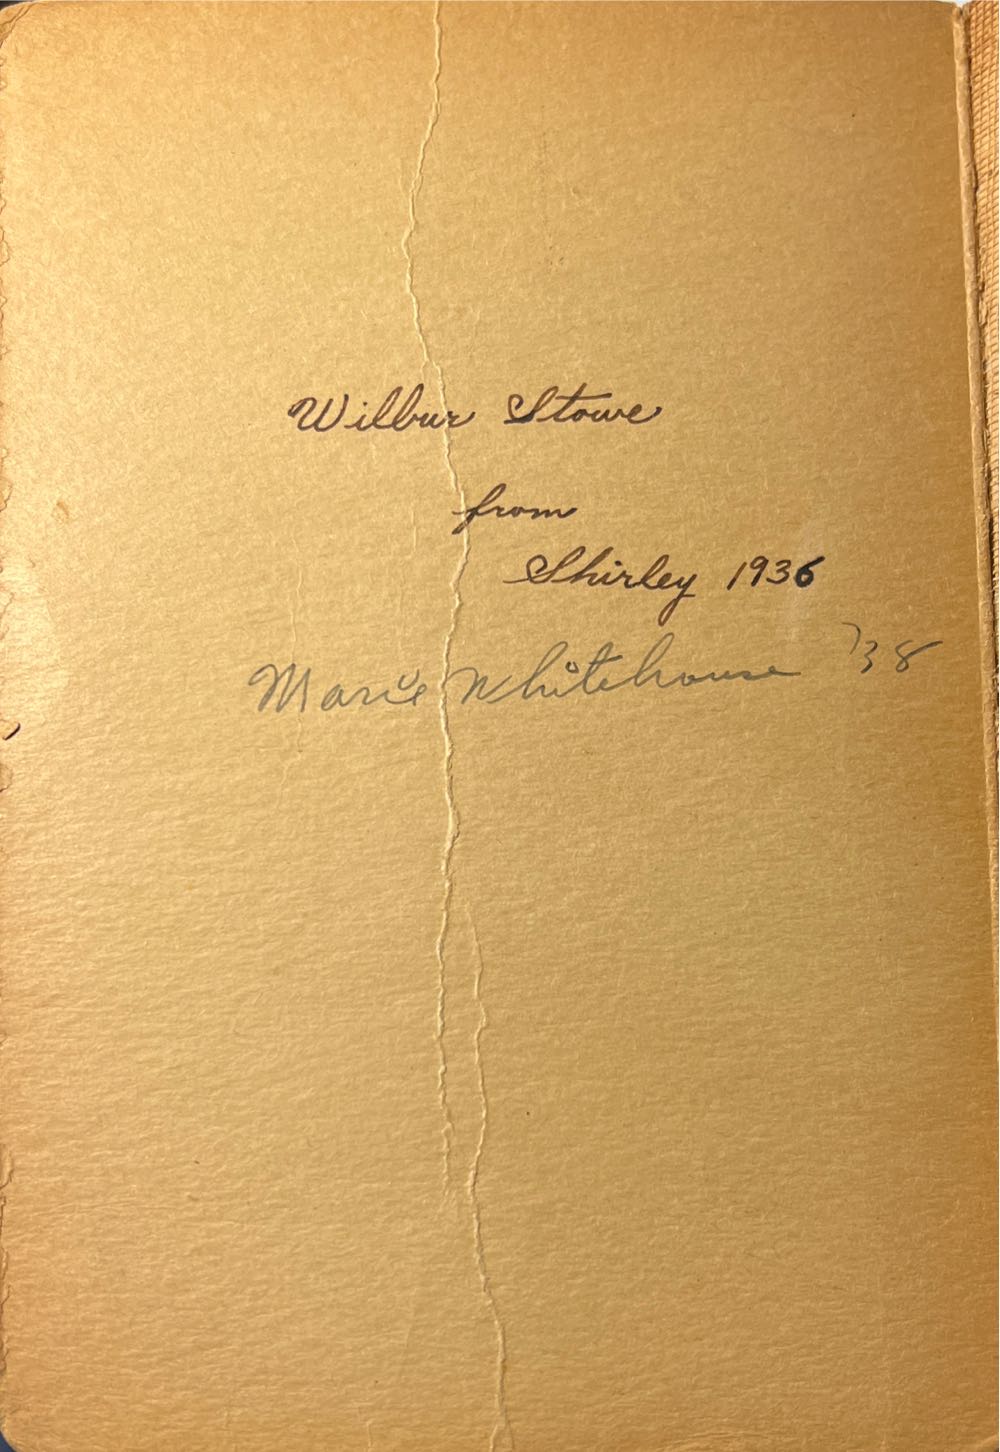 Wilbur Stowe
from
Shirley 1936
Marie Whitehouse '38